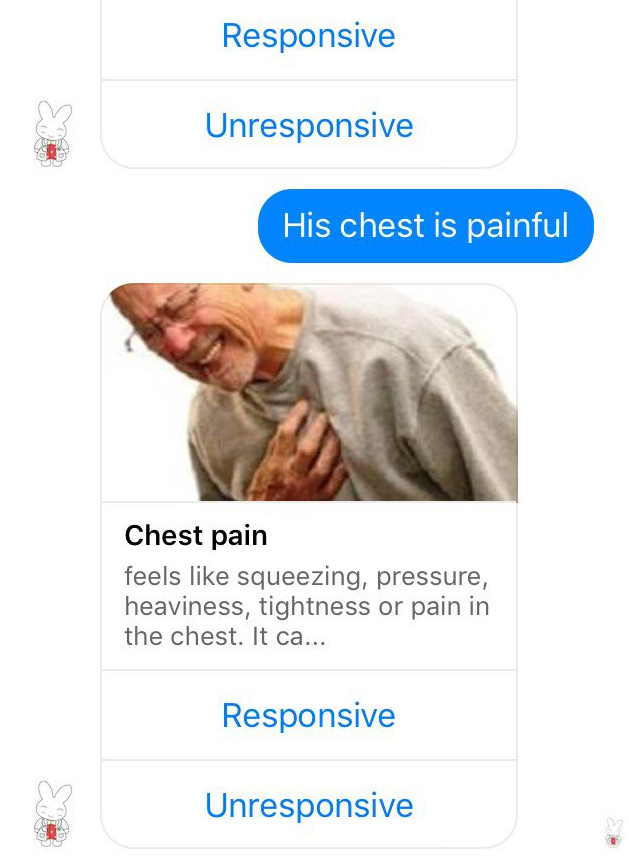 Responsive
Unresponsive
His chest is painful
Chest pain
feels like squeezing, pressure,
heaviness, tightness or pain in
the chest. It ca...
Responsive
Unresponsive